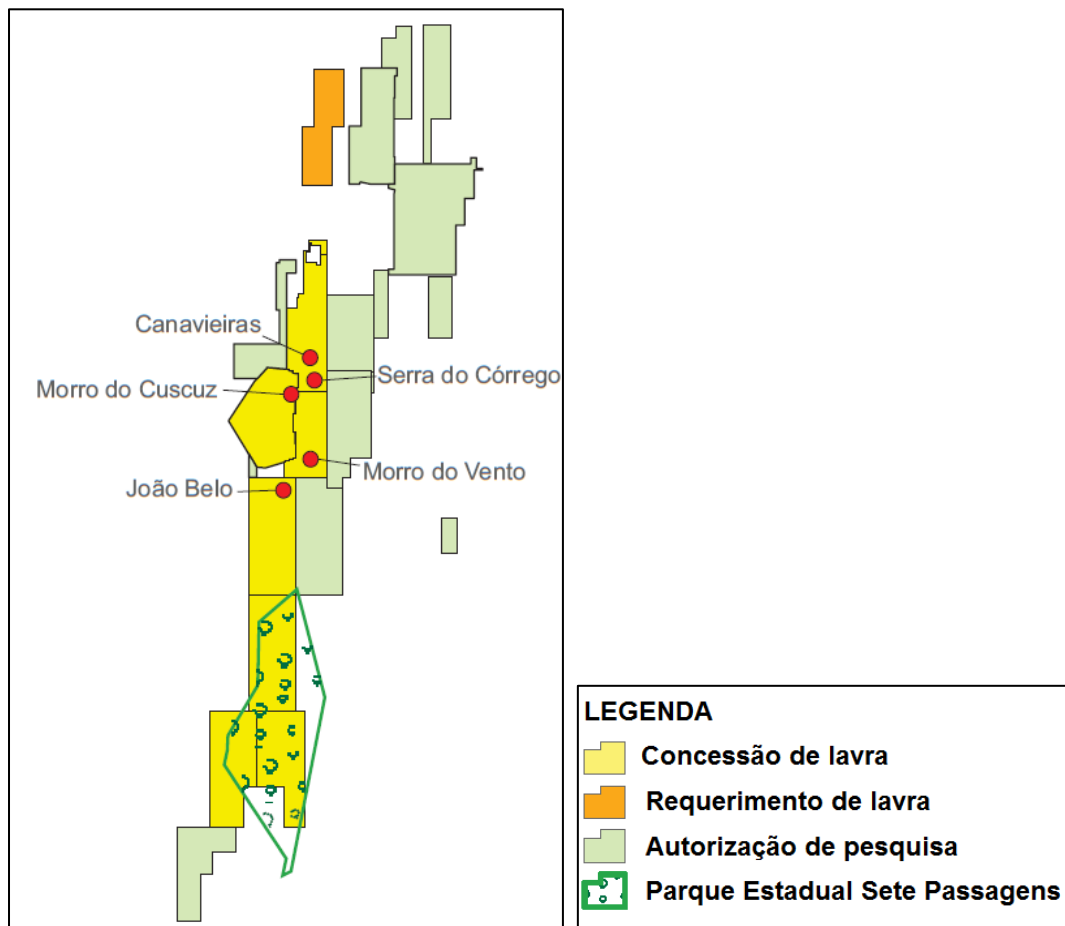 Canavieiras
Serra do Córrego
Morro do Cuscuz
Morro do Vento
João Belo
LEGENDA
Concessão de lavra
Requerimento de lavra
Autorização de pesquisa
Parque Estadual Sete Passagens